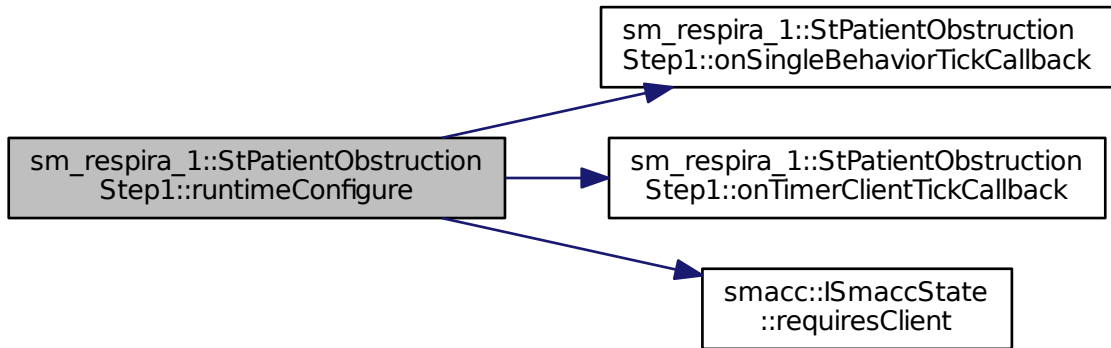 sm_respira_1::StPatientObstruction
Step1::onSingleBehaviorTickCallback
sm_respira_1::StPatientObstruction
Step1::runtimeConfigure
sm_respira_1::StPatientObstruction
Step1::onTimerClientTickCallback
smacc::ISmaccState
::requiresClient